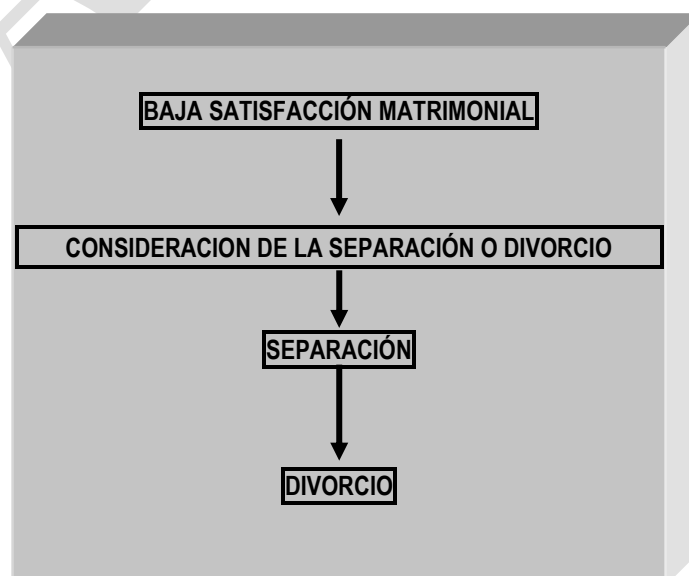 BAJA SATISFACCIÓN MATRIMONIAL
CONSIDERACION DE LA SEPARACIÓN O DIVORCIO
SEPARACIÓN
DIVORCIO